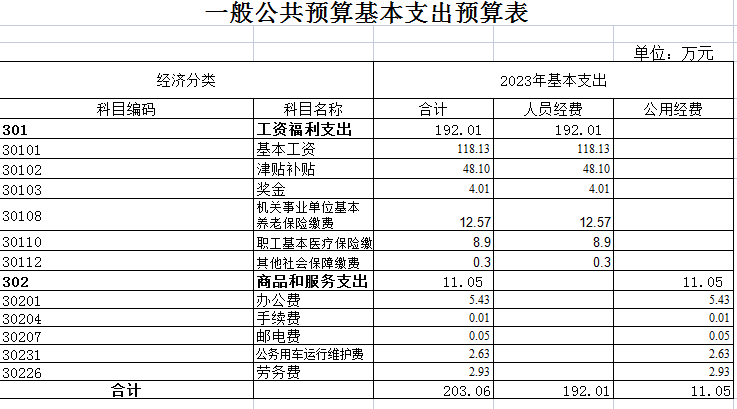 一般公共预算基本支出预算表
单位：万元
经济分类 2023年基本支出
科目编码 科目名称 合计 人员经费 公用经费
301 工资福利支出 192.01 192.01
30101 基本工资 118.13 118.13
30102 津贴补贴 48.10 48.10
30103 奖金 4.01 4.01
30108 机关事业单位基本
养老保险缴费 12.57 12.57
30110 职工基本医疗保险缴 8.9 8.9
30112 其他社会保障缴费 0.3 0.3
302 商品和服务支出 11.05 11.05
30201 办公费 5.43 5.43
30204 手续费 0.01 0.01
30207 邮电费 0.05 0.05
30231 公务用车运行维护费 2.63 2.63
30226 劳务费 2.93 2.93
合计 203.06 192.01 11.05